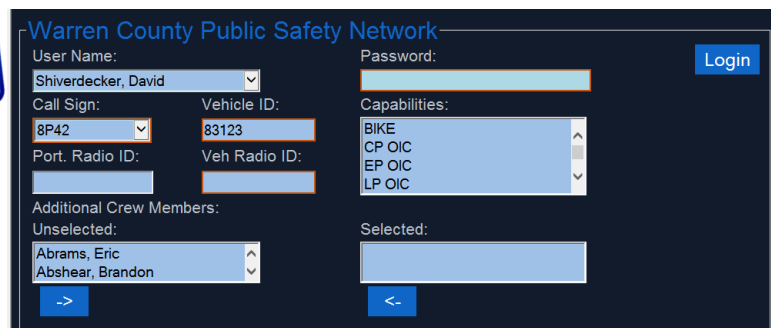 Warren County Public Safety Network
User Name: Password:
Login
Shiverdecker, David
Call Sign: Vehicle ID: Capabilities:
8P42 83123 BIKE
CP OIC
Port. Radio ID: Veh Radio ID: EP OIC
LP OIC
Additional Crew Members:
Unselected: Selected:
Abrams, Eric
Abshear, Brandon
-> <-